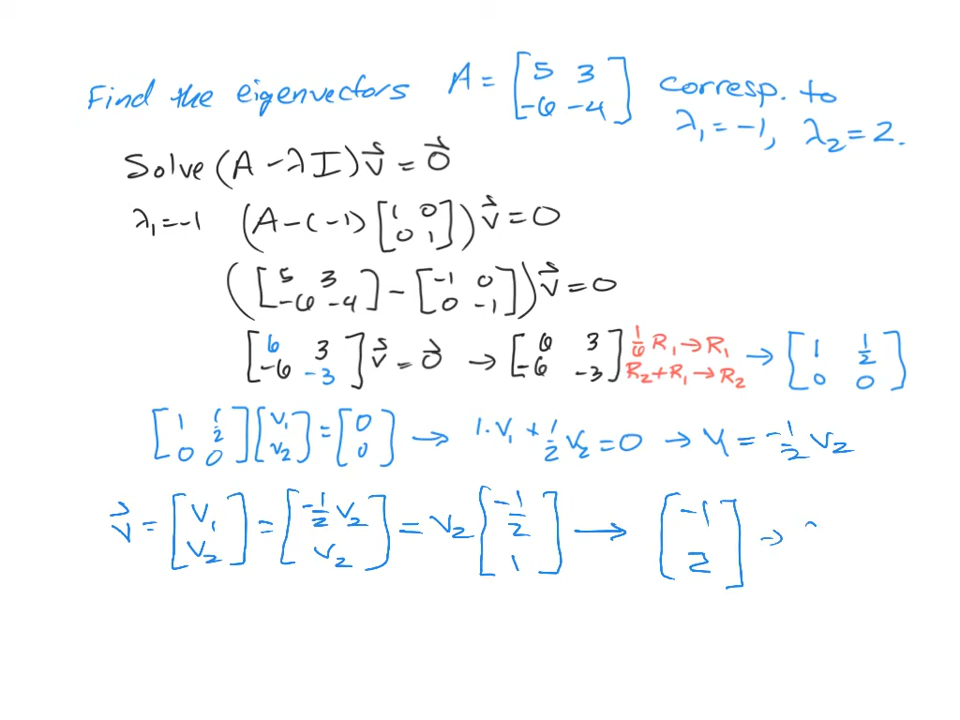 Find the eigenvectors A = [5 3; -6 -4] corresp. to
λ₁ = -1, λ₂ = 2.
Solve (A - λI)v⃗ = 0⃗
λ₁ = -1 (A - (-1)[1 0; 0 1])v⃗ = 0
([5 3; -6 -4] - [-1 0; 0 -1])v⃗ = 0
[6 3; -6 -3]v⃗ = 0⃗ → [6 3; -6 -3] 1/6 R₁ → R₁ R₂ + R₁ → R₂ → [1 1/2; 0 0]
[1 1/2; 0 0][v₁; v₂] = [0; 0] → 1·v₁ + 1/2 v₂ = 0 → v₁ = -1/2 v₂
v⃗ = [v₁; v₂] = [-1/2 v₂; v₂] = v₂[-1/2; 1] → [-1; 2] →